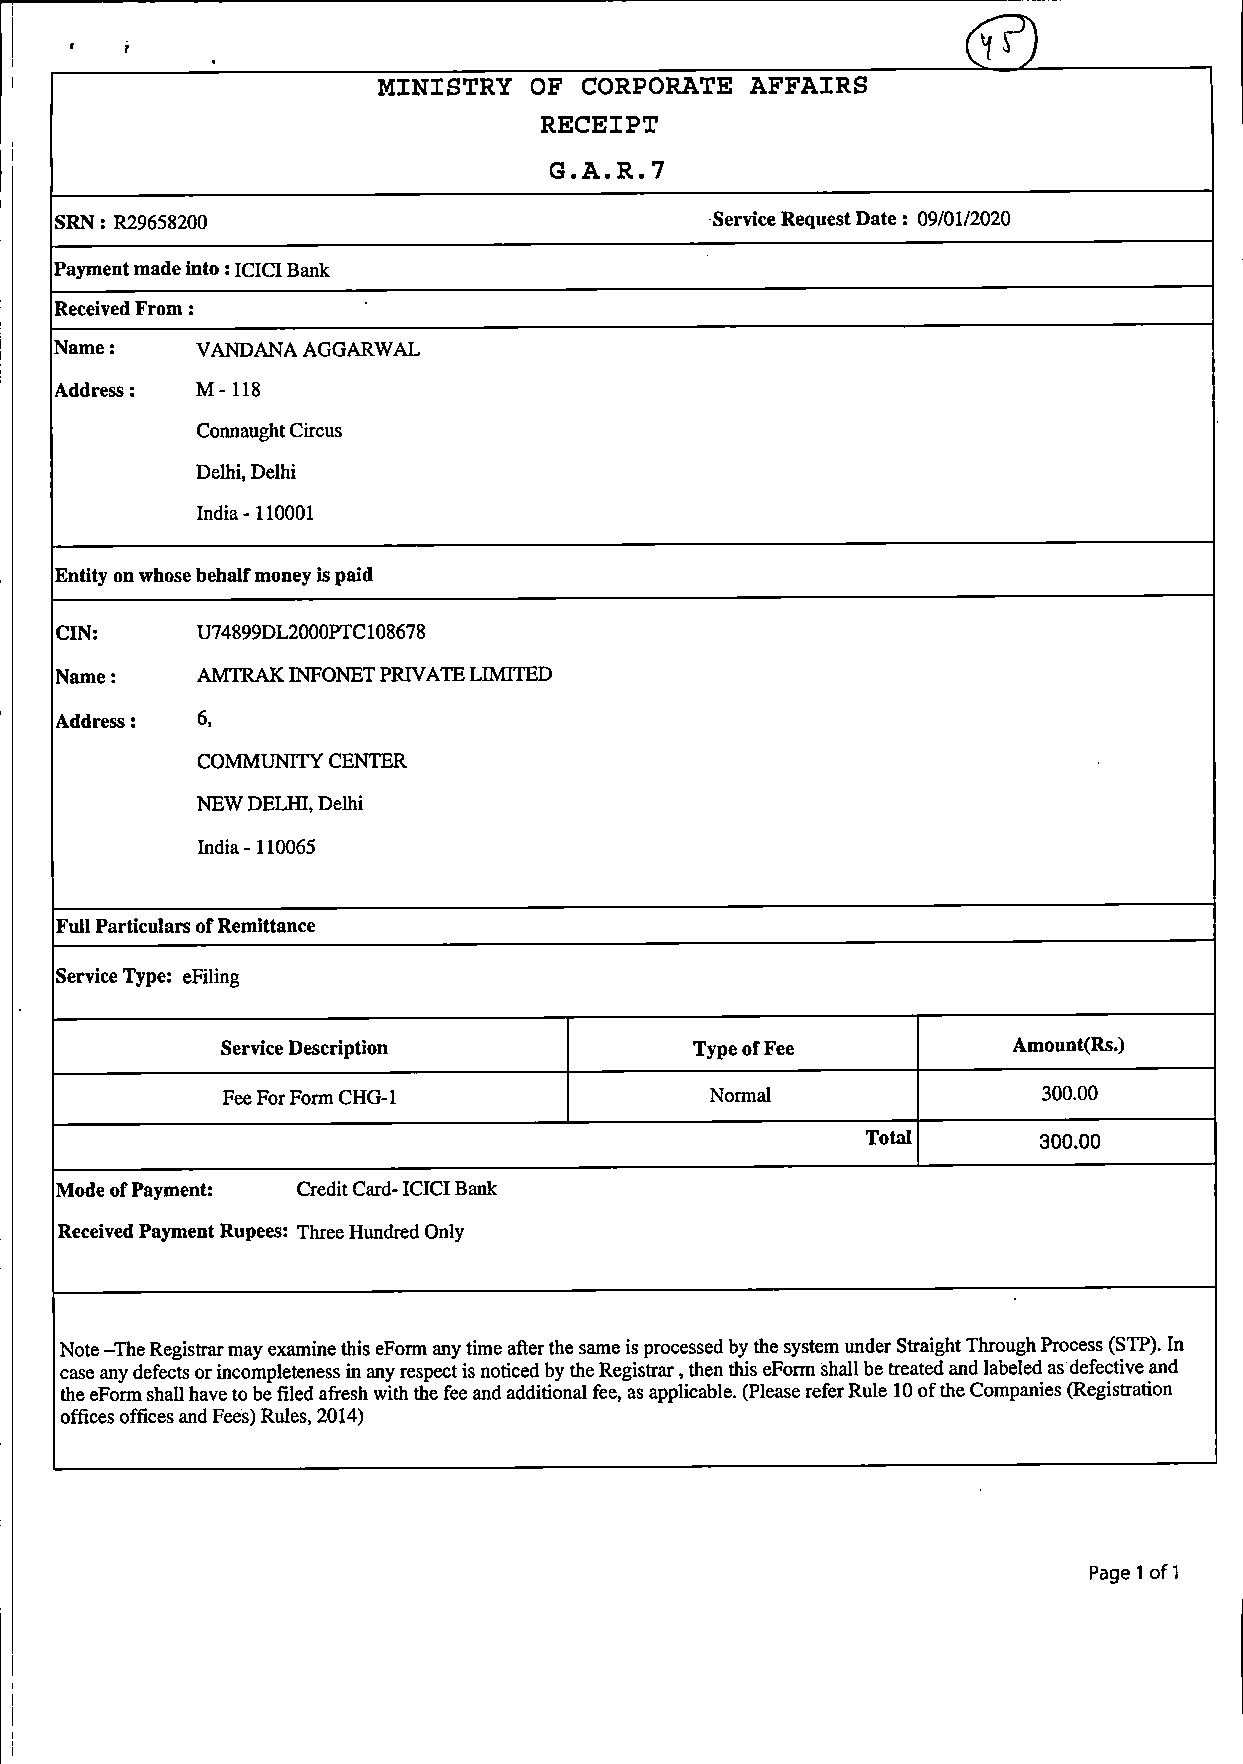 45
MINISTRY OF CORPORATE AFFAIRS
RECEIPT
G.A.R.7
SRN : R29658200 Service Request Date : 09/01/2020
Payment made into : ICICI Bank
Received From :
Name : VANDANA AGGARWAL
Address : M - 118
Connaught Circus
Delhi, Delhi
India - 110001
Entity on whose behalf money is paid
CIN: U74899DL2000PTC108678
Name : AMTRAK INFONET PRIVATE LIMITED
Address : 6,
COMMUNITY CENTER
NEW DELHI, Delhi
India - 110065
Full Particulars of Remittance
Service Type: eFiling
Service Description Type of Fee Amount(Rs.)
Fee For Form CHG-1 Normal 300.00
Total 300.00
Mode of Payment: Credit Card- ICICI Bank
Received Payment Rupees: Three Hundred Only
Note –The Registrar may examine this eForm any time after the same is processed by the system under Straight Through Process (STP). In
case any defects or incompleteness in any respect is noticed by the Registrar , then this eForm shall be treated and labeled as defective and
the eForm shall have to be filed afresh with the fee and additional fee, as applicable. (Please refer Rule 10 of the Companies (Registration
offices offices and Fees) Rules, 2014)
Page 1 of 1